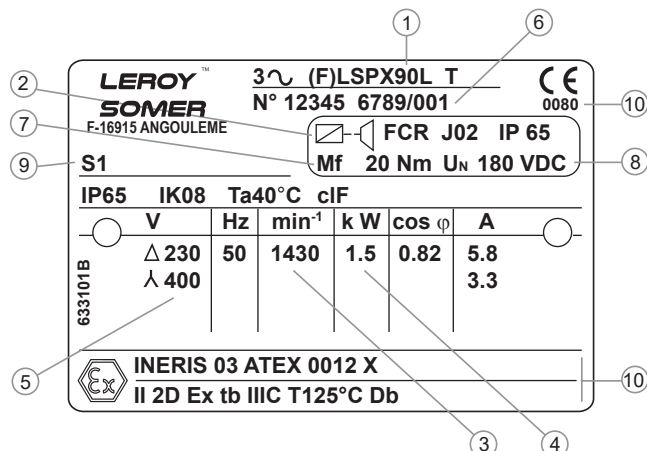 1
6
LEROY™
SOMER
F-16915 ANGOULEME
3∿ (F)LSPX90L T
N° 12345 6789/001
CE
0080
2
7
9
10
8
FCR J02 IP 65
Mf 20 Nm UN 180 VDC
S1
IP65 IK08 Ta40°C clF
V Hz min-1 k W cos φ A
Δ 230 50 1430 1.5 0.82 5.8
⅄ 400 3.3
633101B
5
Ex
INERIS 03 ATEX 0012 X
II 2D Ex tb IIIC T125°C Db
10
3
4